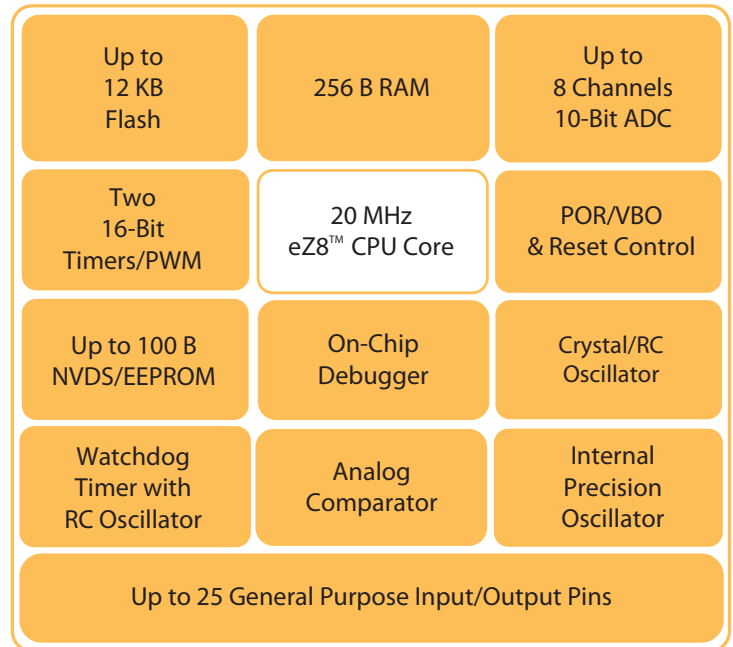 Up to
12 KB
Flash
256 B RAM
Up to
8 Channels
10-Bit ADC
Two
16-Bit
Timers/PWM
20 MHz
eZ8™ CPU Core
POR/VBO
& Reset Control
Up to 100 B
NVDS/EEPROM
On-Chip
Debugger
Crystal/RC
Oscillator
Watchdog
Timer with
RC Oscillator
Analog
Comparator
Internal
Precision
Oscillator
Up to 25 General Purpose Input/Output Pins